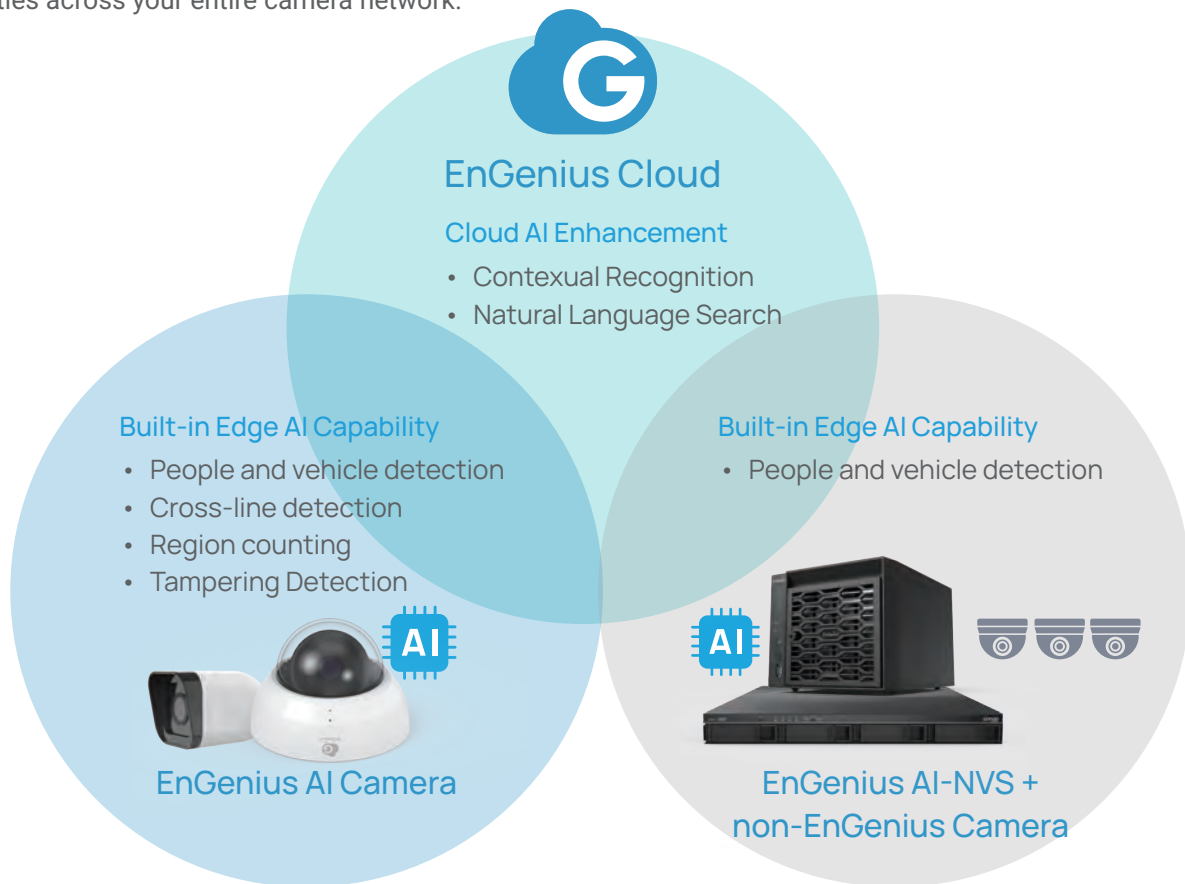 ties across your entire camera network.
G
EnGenius Cloud
Cloud AI Enhancement
• Contexual Recognition
• Natural Language Search
Built-in Edge AI Capability
• People and vehicle detection
• Cross-line detection
• Region counting
• Tampering Detection
AI
EnGenius AI Camera
Built-in Edge AI Capability
• People and vehicle detection
AI
EnGenius AI-NVS +
non-EnGenius Camera